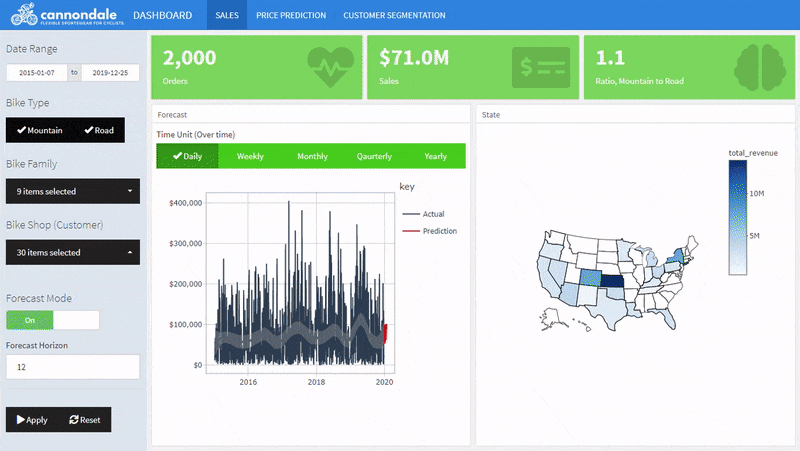 cannondale
FLEXIBLE SPORTSWEAR FOR CYCLISTS
DASHBOARD
SALES
PRICE PREDICTION
CUSTOMER SEGMENTATION
Date Range
2015-01-07 to 2019-12-25
Bike Type
Mountain Road
Bike Family
9 items selected
Bike Shop (Customer)
30 items selected
Forecast Mode
On
Forecast Horizon
12
Apply Reset
2,000
Orders
$71.0M
Sales
1.1
Ratio, Mountain to Road
Forecast
Time Unit (Over time)
Daily Weekly Monthly Qaurterly Yearly
key
Actual
Prediction
$400,000
$300,000
$200,000
$100,000
$0
2016 2018 2020
State
total_revenue
10M
5M